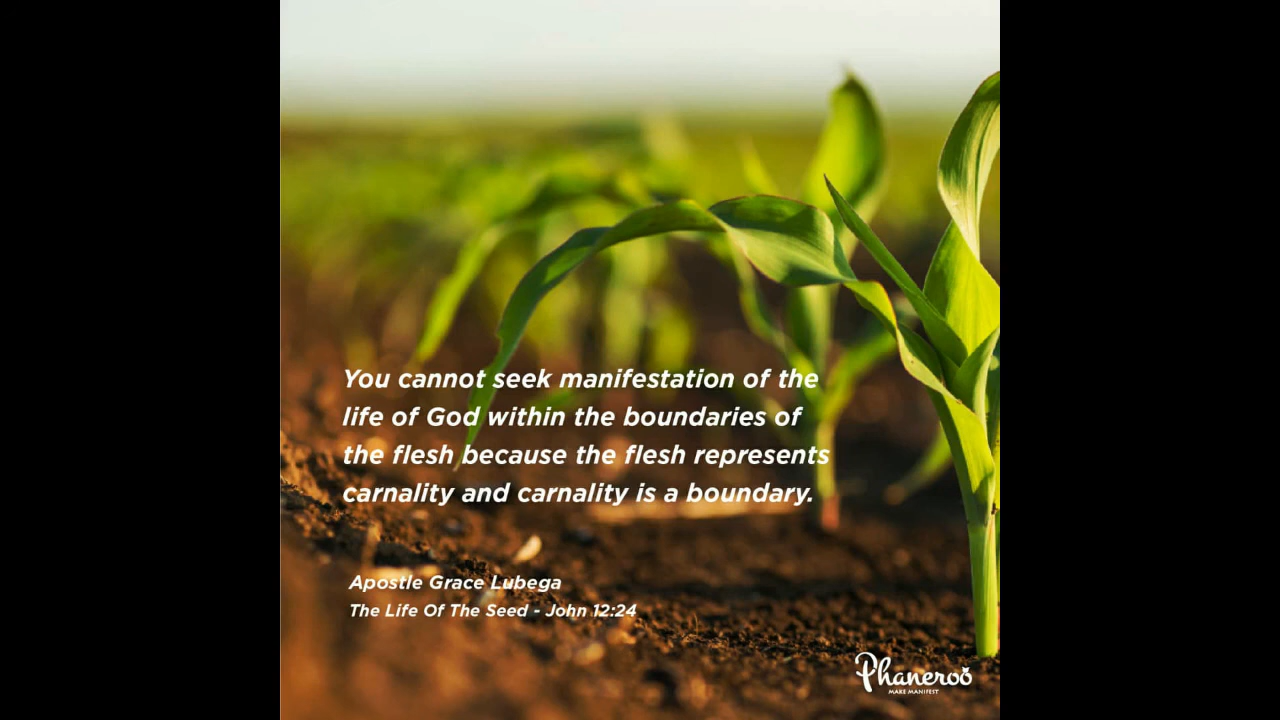 You cannot seek manifestation of the
life of God within the boundaries of
the flesh because the flesh represents
carnality and carnality is a boundary.
Apostle Grace Lubega
The Life Of The Seed - John 12:24
Phaneroo
MAKE MANIFEST